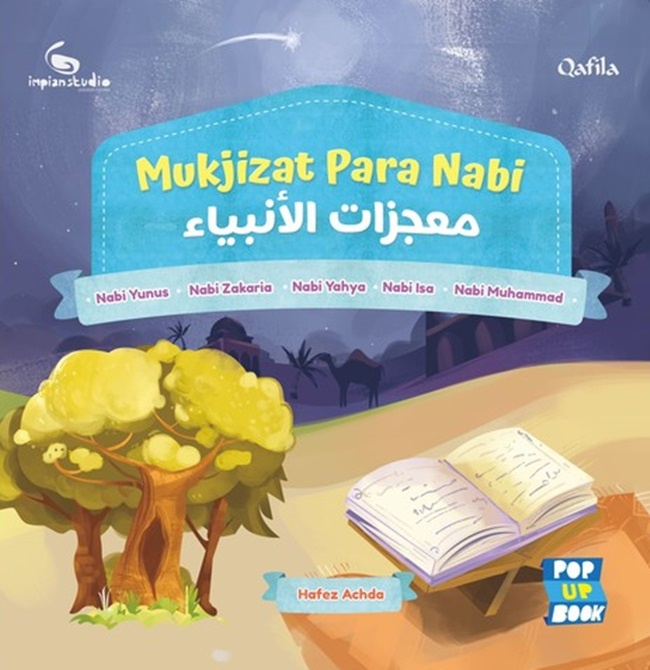 impianstudio
Qafila
Mukjizat Para Nabi
معجزات الأنبياء
Nabi Yunus • Nabi Zakaria • Nabi Yahya • Nabi Isa • Nabi Muhammad
Hafez Achda
POP
UP
BOOK